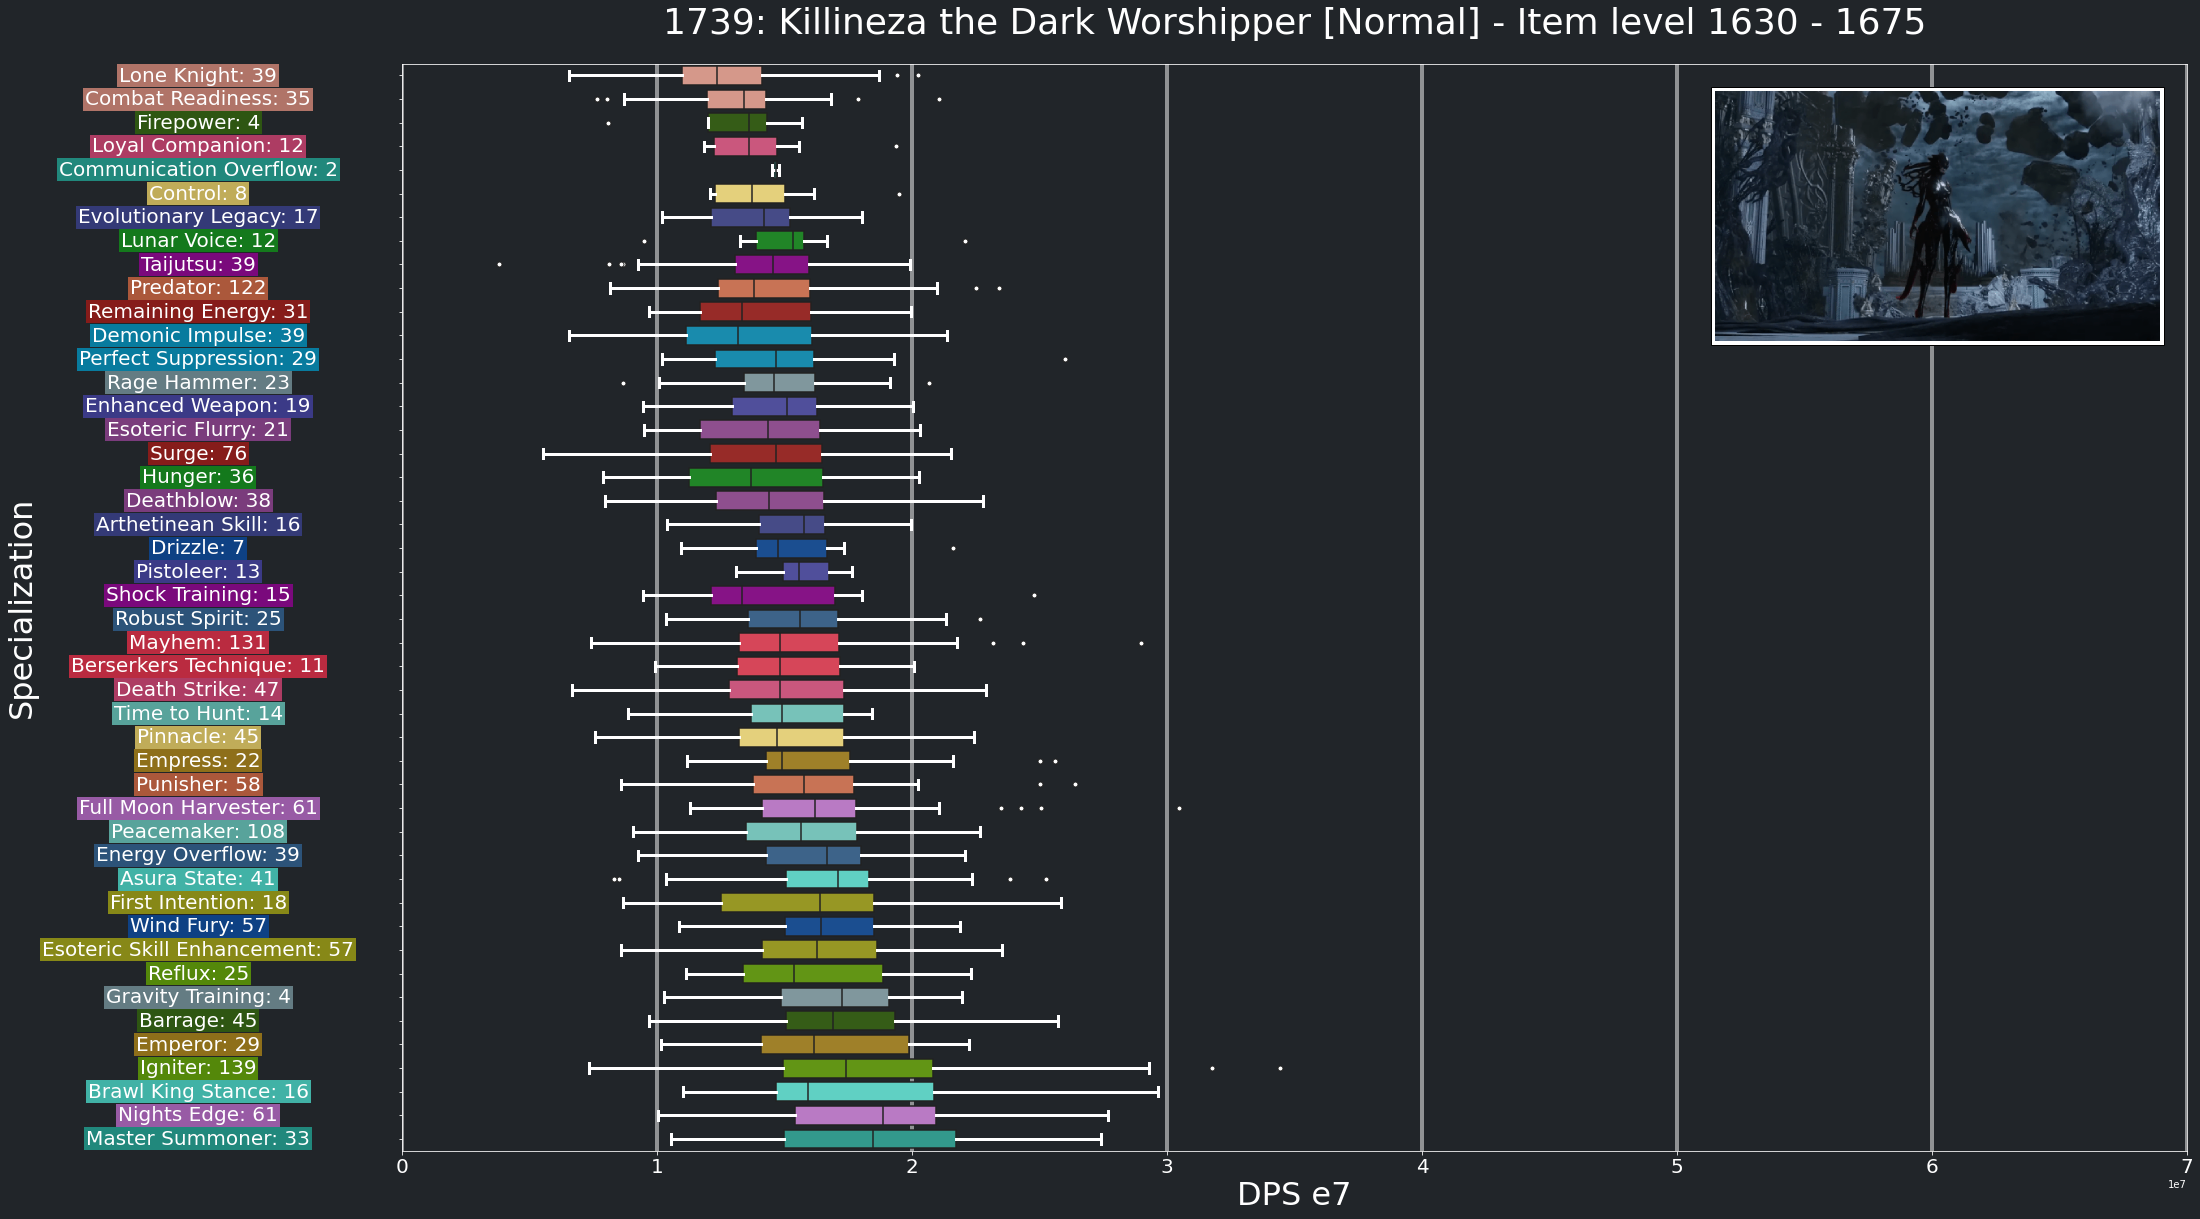 1739: Killineza the Dark Worshipper [Normal] - Item level 1630 - 1675
Specialization
Lone Knight: 39
Combat Readiness: 35
Firepower: 4
Loyal Companion: 12
Communication Overflow: 2
Control: 8
Evolutionary Legacy: 17
Lunar Voice: 12
Taijutsu: 39
Predator: 122
Remaining Energy: 31
Demonic Impulse: 39
Perfect Suppression: 29
Rage Hammer: 23
Enhanced Weapon: 19
Esoteric Flurry: 21
Surge: 76
Hunger: 36
Deathblow: 38
Arthetinean Skill: 16
Drizzle: 7
Pistoleer: 13
Shock Training: 15
Robust Spirit: 25
Mayhem: 131
Berserkers Technique: 11
Death Strike: 47
Time to Hunt: 14
Pinnacle: 45
Empress: 22
Punisher: 58
Full Moon Harvester: 61
Peacemaker: 108
Energy Overflow: 39
Asura State: 41
First Intention: 18
Wind Fury: 57
Esoteric Skill Enhancement: 57
Reflux: 25
Gravity Training: 4
Barrage: 45
Emperor: 29
Igniter: 139
Brawl King Stance: 16
Nights Edge: 61
Master Summoner: 33
0 1 2 3 4 5 6 7
1e7
DPS e7